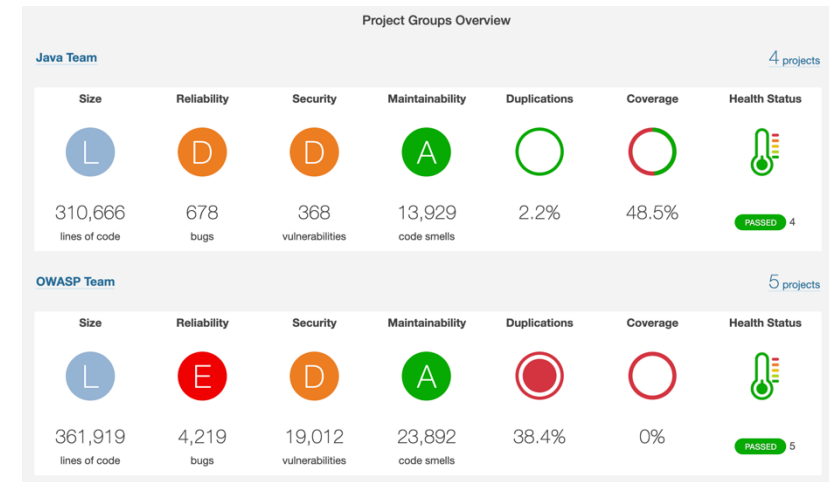 Project Groups Overview
Java Team 4 projects
Size Reliability Security Maintainability Duplications Coverage Health Status
L D D A
310,666 678 368 13,929 2.2% 48.5%
PASSED 4
lines of code bugs vulnerabilities code smells
OWASP Team 5 projects
Size Reliability Security Maintainability Duplications Coverage Health Status
L E D A
361,919 4,219 19,012 23,892 38.4% 0%
PASSED 5
lines of code bugs vulnerabilities code smells